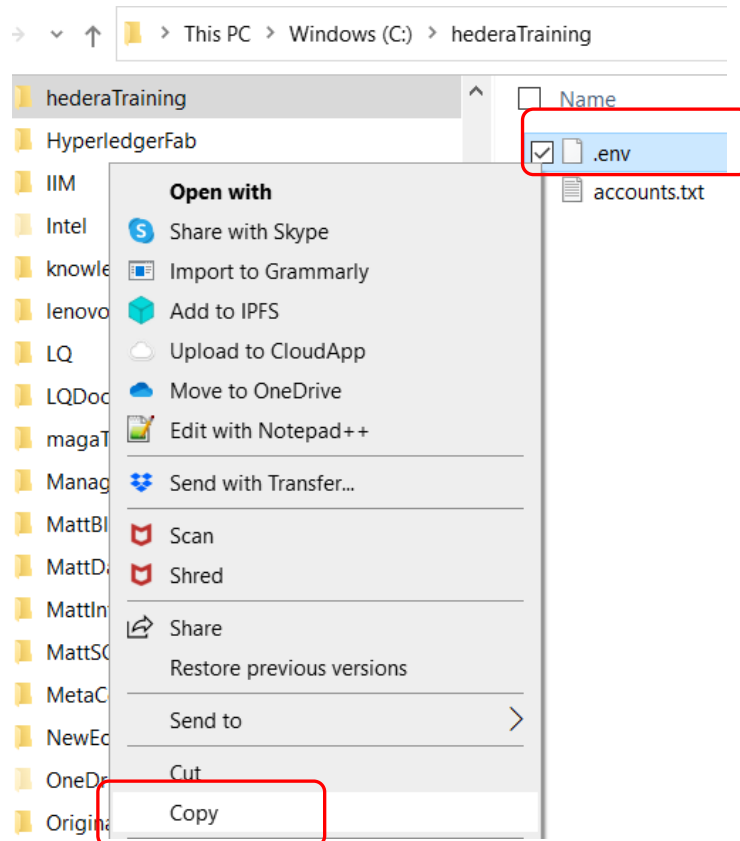 This PC > Windows (C:) > hederaTraining
hederaTraining
HyperledgerFab
IIM
Intel
knowle
lenovo
LQ
LQDoc
magaT
Manag
MattBl
MattDa
MattIn
MattSC
MetaC
NewEc
OneDr
Origina
Name
.env
accounts.txt
Open with
Share with Skype
Import to Grammarly
Add to IPFS
Upload to CloudApp
Move to OneDrive
Edit with Notepad++
Send with Transfer...
Scan
Shred
Share
Restore previous versions
Send to
Cut
Copy